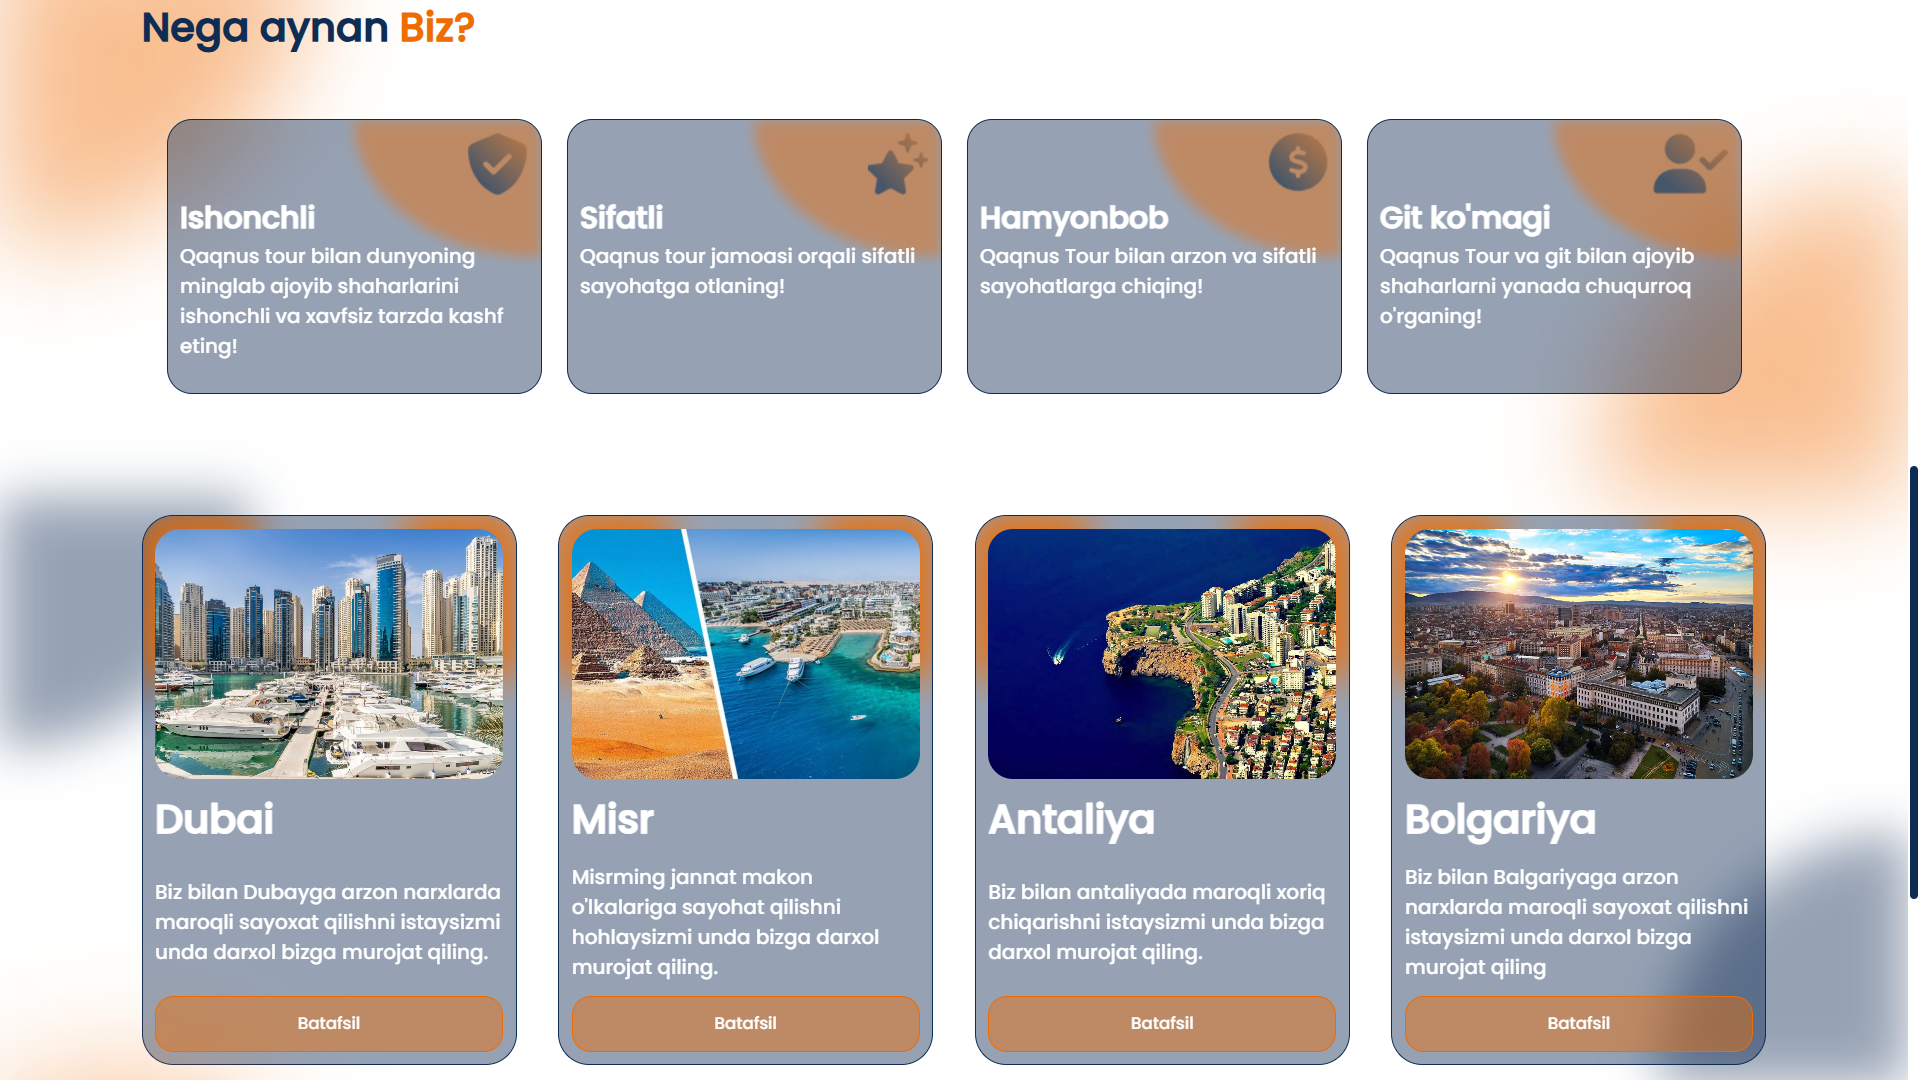 Nega aynan Biz?
Ishonchli
Qaqnus tour bilan dunyoning
minglab ajoyib shaharlarini
ishonchli va xavfsiz tarzda kashf
eting!
Sifatli
Qaqnus tour jamoasi orqali sifatli
sayohatga otlaning!
Hamyonbob
Qaqnus Tour bilan arzon va sifatli
sayohatlarga chiqing!
Git ko'magi
Qaqnus Tour va git bilan ajoyib
shaharlarni yanada chuqurroq
o'rganing!
Dubai
Biz bilan Dubayga arzon narxlarda
maroqli sayoxat qilishni istaysizmi
unda darxol bizga murojat qiling.
Batafsil
Misr
Misrming jannat makon
o'lkalariga sayohat qilishni
hohlaysizmi unda bizga darxol
murojat qiling.
Batafsil
Antaliya
Biz bilan antaliyada maroqli xoriq
chiqarishni istaysizmi unda bizga
darxol murojat qiling.
Batafsil
Bolgariya
Biz bilan Balgariyaga arzon
narxlarda maroqli sayoxat qilishni
istaysizmi unda darxol bizga
murojat qiling
Batafsil